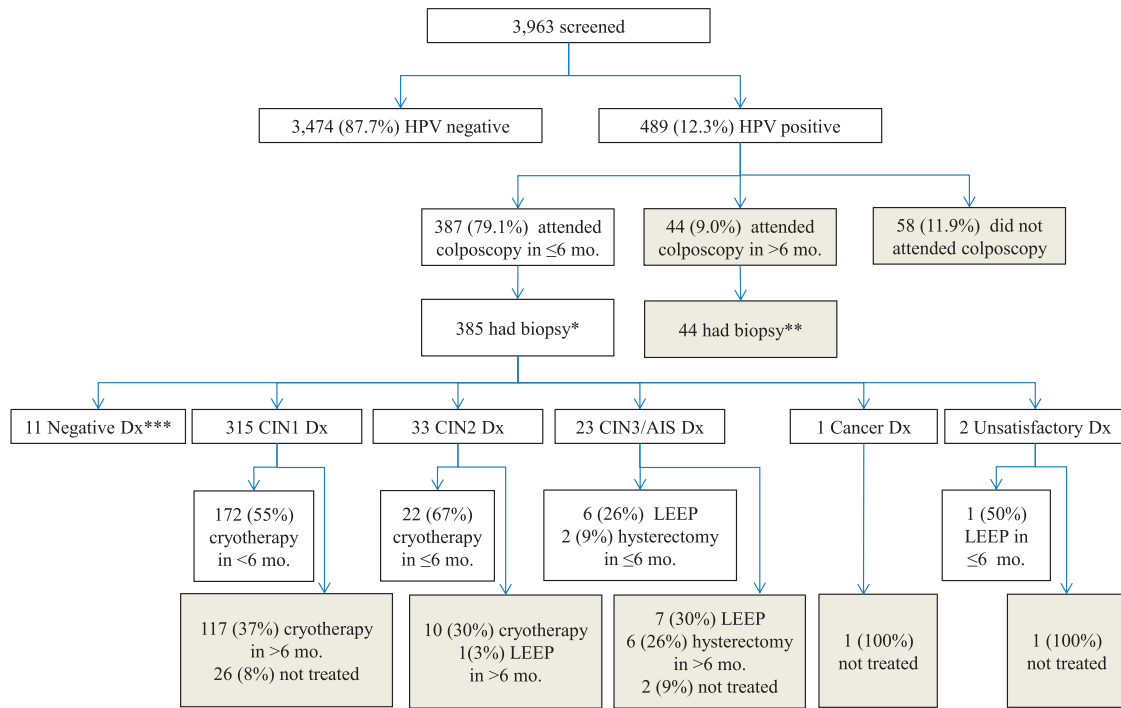 3,963 screened
3,474 (87.7%) HPV negative
489 (12.3%) HPV positive
387 (79.1%) attended
colposcopy in ≤6 mo.
44 (9.0%) attended
colposcopy in >6 mo.
58 (11.9%) did not
attended colposcopy
385 had biopsy*
44 had biopsy**
11 Negative Dx***
315 CIN1 Dx
33 CIN2 Dx
23 CIN3/AIS Dx
1 Cancer Dx
2 Unsatisfactory Dx
172 (55%)
cryotherapy
in <6 mo.
22 (67%)
cryotherapy
in ≤6 mo.
6 (26%) LEEP
2 (9%) hysterectomy
in ≤6 mo.
1 (50%)
LEEP in
≤6 mo.
117 (37%) cryotherapy
in >6 mo.
26 (8%) not treated
10 (30%) cryotherapy
1(3%) LEEP
in >6 mo.
7 (30%) LEEP
6 (26%) hysterectomy
in >6 mo.
2 (9%) not treated
1 (100%)
not treated
1 (100%)
not treated